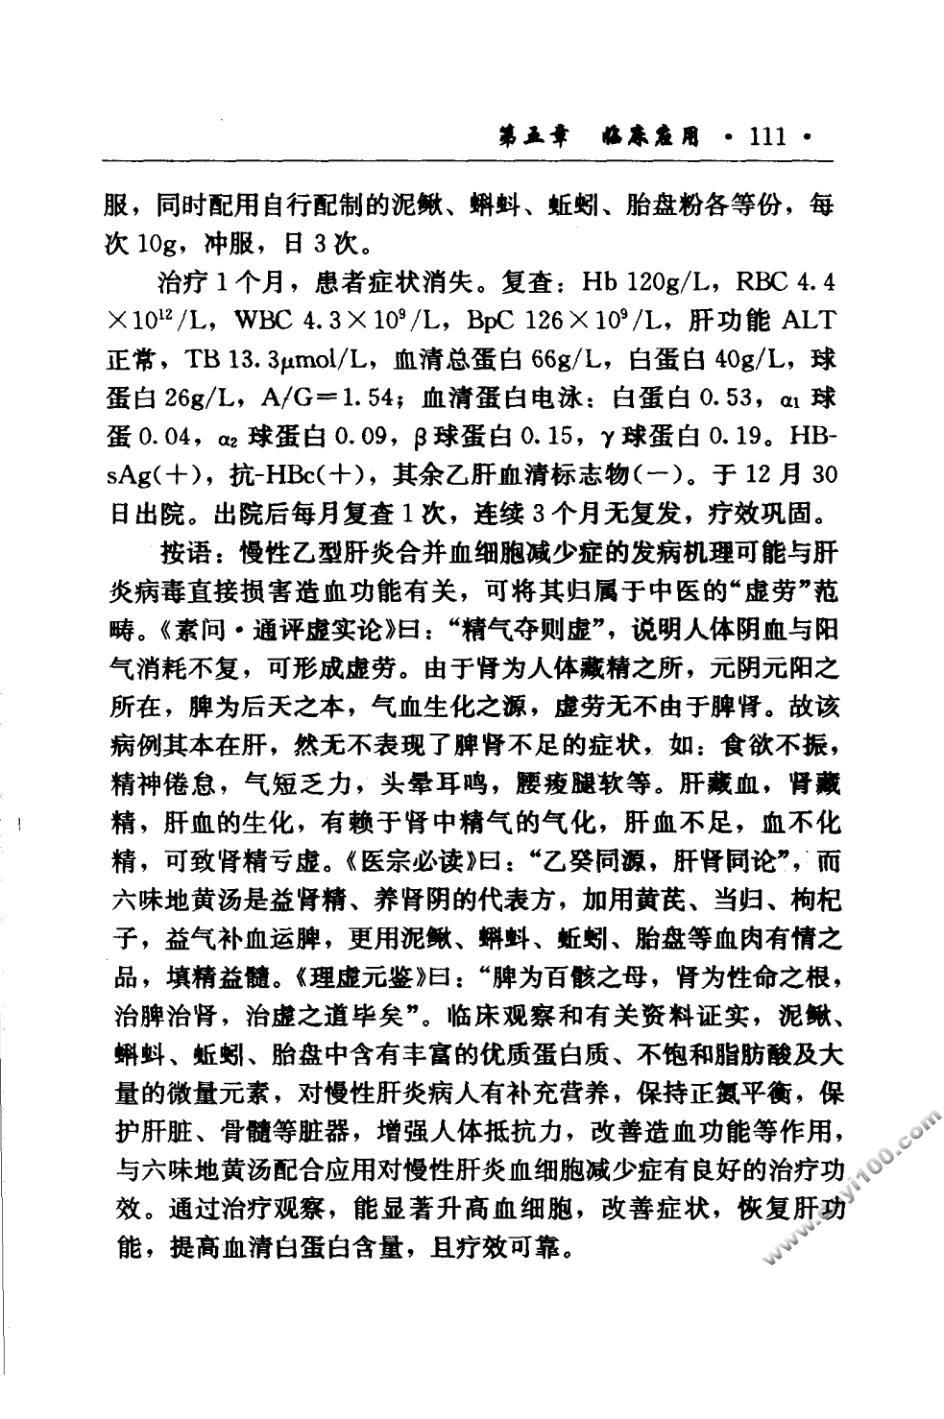 第五章 临床应用 · 111 ·
服，同时配用自行配制的泥鳅、蝌蚪、蚯蚓、胎盘粉各等份，每
次 10g，冲服，日 3 次。
治疗 1 个月，患者症状消失。复查：Hb 120g/L，RBC 4.4
×10¹²/L，WBC 4.3×10⁹/L，BpC 126×10⁹/L，肝功能 ALT
正常，TB 13.3μmol/L，血清总蛋白 66g/L，白蛋白 40g/L，球
蛋白 26g/L，A/G＝1.54；血清蛋白电泳：白蛋白 0.53，α₁ 球
蛋 0.04，α₂ 球蛋白 0.09，β 球蛋白 0.15，γ 球蛋白 0.19。HB-
sAg(＋)，抗-HBc(＋)，其余乙肝血清标志物(－)。于 12 月 30
日出院。出院后每月复查 1 次，连续 3 个月无复发，疗效巩固。
按语：慢性乙型肝炎合并血细胞减少症的发病机理可能与肝
炎病毒直接损害造血功能有关，可将其归属于中医的“虚劳”范
畴。《素问·通评虚实论》曰：“精气夺则虚”，说明人体阴血与阳
气消耗不复，可形成虚劳。由于肾为人体藏精之所，元阴元阳之
所在，脾为后天之本，气血生化之源，虚劳无不由于脾肾。故该
病例其本在肝，然无不表现了脾肾不足的症状，如：食欲不振，
精神倦怠，气短乏力，头晕耳鸣，腰痠腿软等。肝藏血，肾藏
精，肝血的生化，有赖于肾中精气的气化，肝血不足，血不化
精，可致肾精亏虚。《医宗必读》曰：“乙癸同源，肝肾同论”，而
六味地黄汤是益肾精、养肾阴的代表方，加用黄芪、当归、枸杞
子，益气补血运脾，更用泥鳅、蝌蚪、蚯蚓、胎盘等血肉有情之
品，填精益髓。《理虚元鉴》曰：“脾为百骸之母，肾为性命之根，
治脾治肾，治虚之道毕矣”。临床观察和有关资料证实，泥鳅、
蝌蚪、蚯蚓、胎盘中含有丰富的优质蛋白质、不饱和脂肪酸及大
量的微量元素，对慢性肝炎病人有补充营养，保持正氮平衡，保
护肝脏、骨髓等脏器，增强人体抵抗力，改善造血功能等作用，
与六味地黄汤配合应用对慢性肝炎血细胞减少症有良好的治疗功
效。通过治疗观察，能显著升高血细胞，改善症状，恢复肝功
能，提高血清白蛋白含量，且疗效可靠。